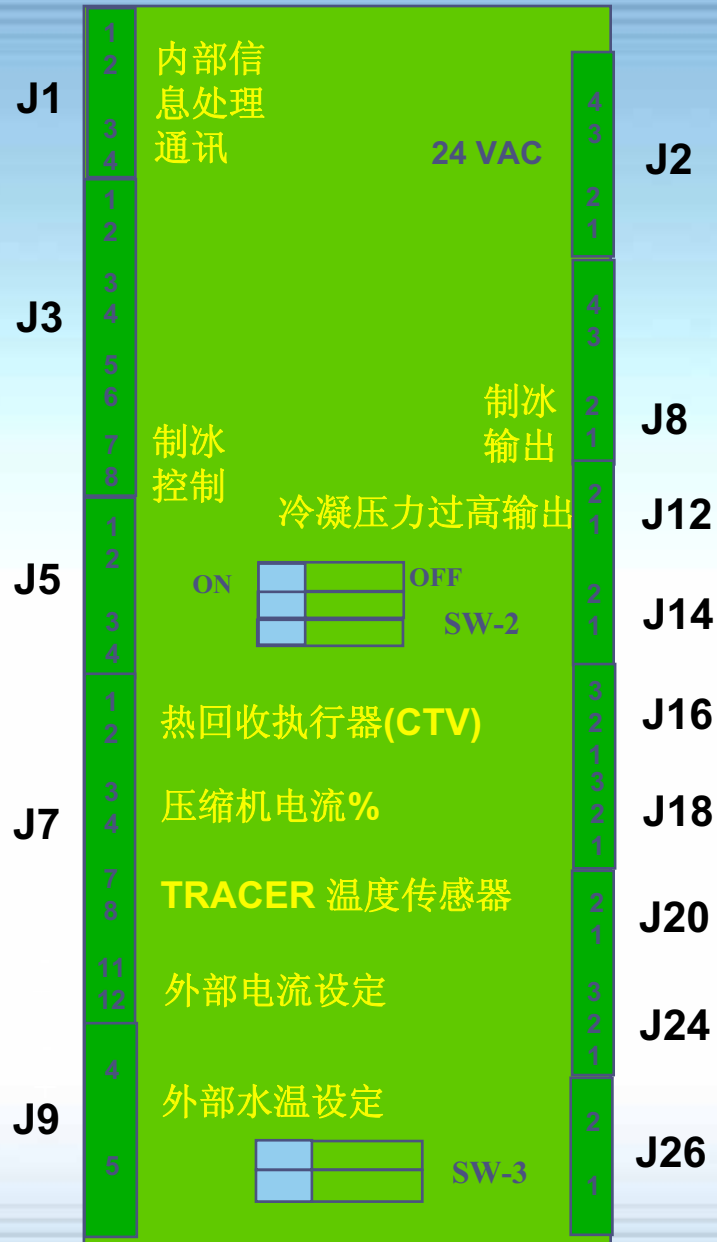 J1
1
2
3
4
内部信
息处理
通讯
24 VAC
4
3
2
1
J2
J3
1
2
3
4
5
6
7
8
制冰
控制
4
3
2
1
制冰
输出
J8
冷凝压力过高输出
2
1
J12
J5
1
2
3
4
ON
OFF
SW-2
2
1
J14
J7
1
2
3
4
7
8
11
12
热回收执行器(CTV)
压缩机电流%
TRACER 温度传感器
外部电流设定
3
2
1
J16
3
2
1
J18
2
1
J20
3
2
1
J24
J9
4
5
外部水温设定
SW-3
2
1
J26